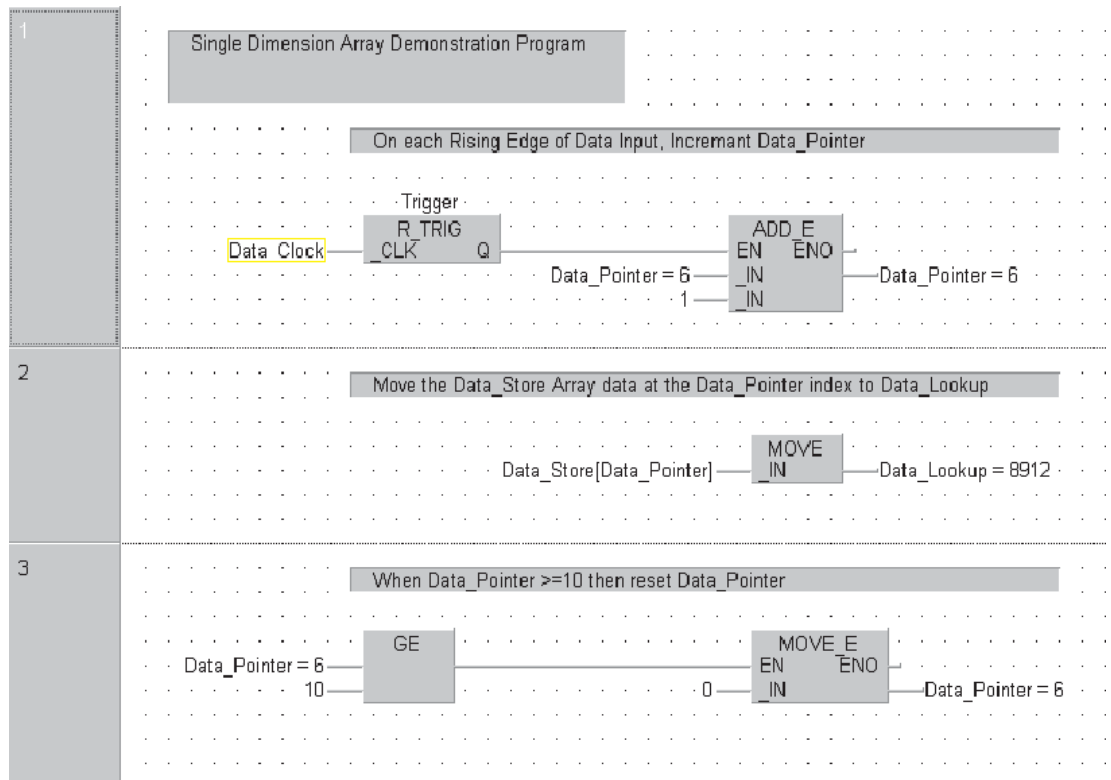 1
Single Dimension Array Demonstration Program
On each Rising Edge of Data Input, Incremant Data_Pointer
Trigger
R_TRIG
Data_Clock _CLK Q
ADD_E
EN ENO
Data_Pointer = 6 _IN Data_Pointer = 6
1 _IN
2
Move the Data_Store Array data at the Data_Pointer index to Data_Lookup
MOVE
Data_Store[Data_Pointer] _IN Data_Lookup = 8912
3
When Data_Pointer >=10 then reset Data_Pointer
GE
MOVE_E
Data_Pointer = 6 EN ENO
10 0 _IN Data_Pointer = 6